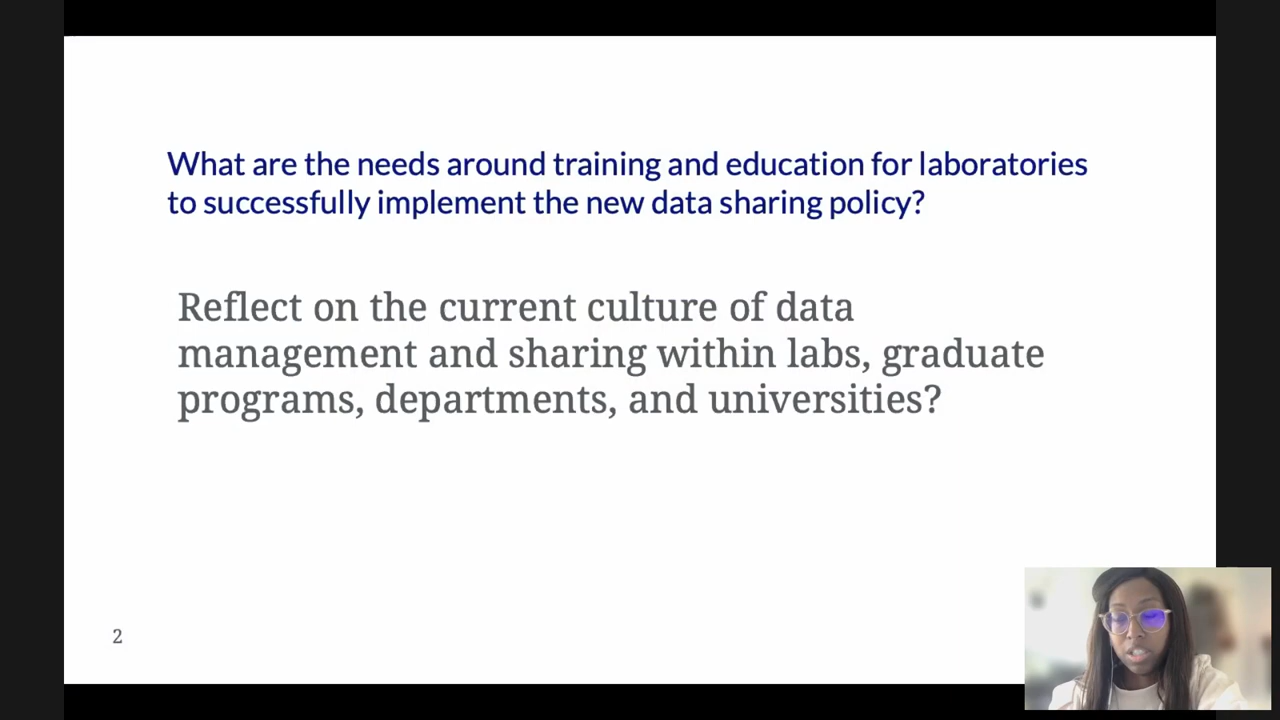 What are the needs around training and education for laboratories
to successfully implement the new data sharing policy?
Reflect on the current culture of data
management and sharing within labs, graduate
programs, departments, and universities?
2